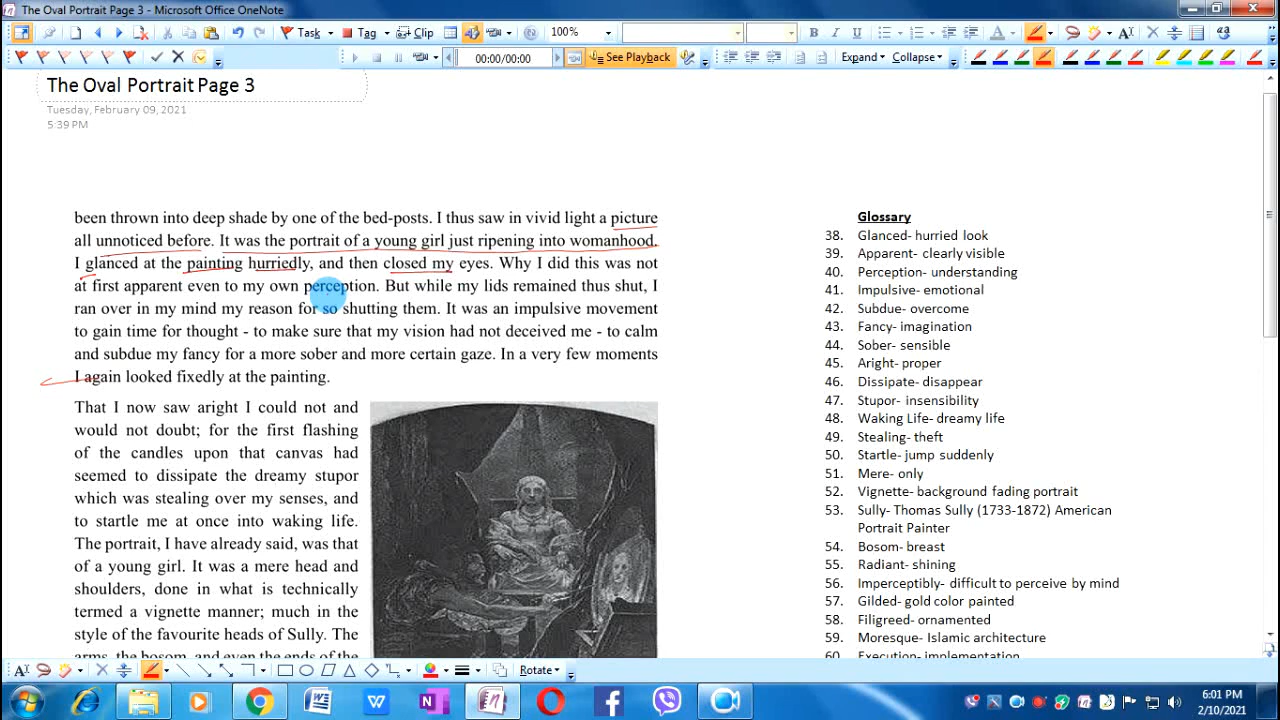 The Oval Portrait Page 3 - Microsoft Office OneNote
Task
Tag
Clip
100%
B I U
00:00/00:00
See Playback
Expand
Collapse
The Oval Portrait Page 3
Tuesday, February 09, 2021
5:39 PM
been thrown into deep shade by one of the bed-posts. I thus saw in vivid light a picture
all unnoticed before. It was the portrait of a young girl just ripening into womanhood.
I glanced at the painting hurriedly, and then closed my eyes. Why I did this was not
at first apparent even to my own perception. But while my lids remained thus shut, I
ran over in my mind my reason for so shutting them. It was an impulsive movement
to gain time for thought - to make sure that my vision had not deceived me - to calm
and subdue my fancy for a more sober and more certain gaze. In a very few moments
I again looked fixedly at the painting.
That I now saw aright I could not and
would not doubt; for the first flashing
of the candles upon that canvas had
seemed to dissipate the dreamy stupor
which was stealing over my senses, and
to startle me at once into waking life.
The portrait, I have already said, was that
of a young girl. It was a mere head and
shoulders, done in what is technically
termed a vignette manner; much in the
style of the favourite heads of Sully. The
arms, the bosom, and even the ends of the
Glossary
38. Glanced- hurried look
39. Apparent- clearly visible
40. Perception- understanding
41. Impulsive- emotional
42. Subdue- overcome
43. Fancy- imagination
44. Sober- sensible
45. Aright- proper
46. Dissipate- disappear
47. Stupor- insensibility
48. Waking Life- dreamy life
49. Stealing- theft
50. Startle- jump suddenly
51. Mere- only
52. Vignette- background fading portrait
53. Sully- Thomas Sully (1733-1872) American
Portrait Painter
54. Bosom- breast
55. Radiant- shining
56. Imperceptibly- difficult to perceive by mind
57. Gilded- gold color painted
58. Filigreed- ornamented
59. Moresque- Islamic architecture
60. Execution- implementation
Rotate
6:01 PM
2/10/2021